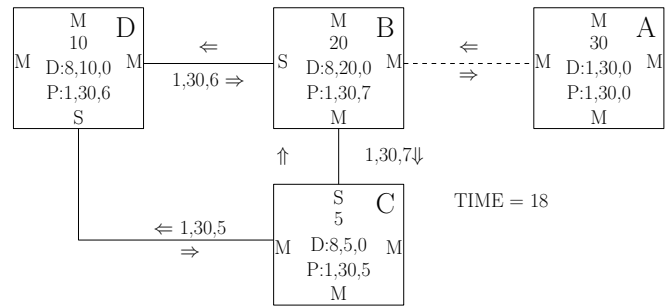 M D
10
M D:8,10,0 M
P:1,30,6
S
⇐
1,30,6 ⇒
M B
20
S D:8,20,0 M
P:1,30,7
M
⇐
⇒
M A
30
M D:1,30,0 M
P:1,30,0
M
⇑ 1,30,7⇓
S C
5
M D:8,5,0 M
P:1,30,5
M
⇐ 1,30,5
⇒
TIME = 18